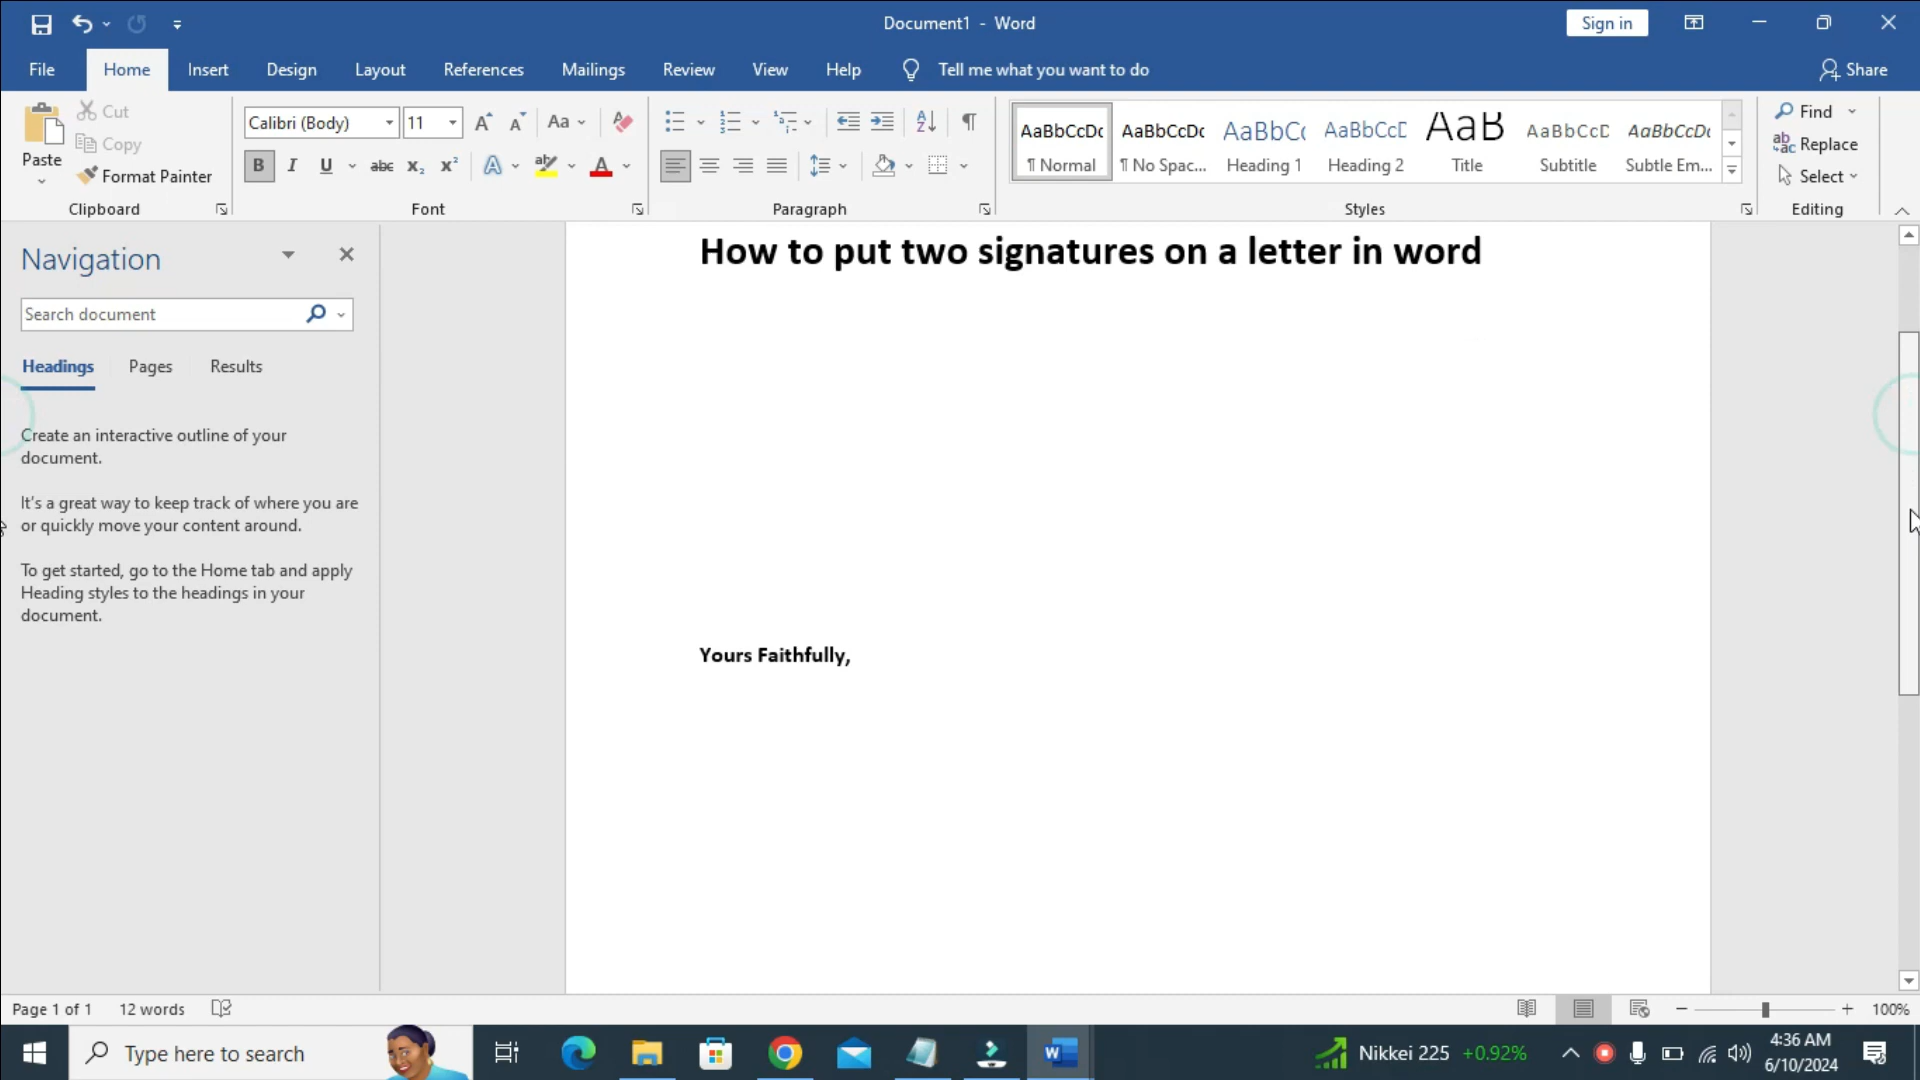 Document1 - Word
Sign in
File Home Insert Design Layout References Mailings Review View Help Tell me what you want to do Share
Paste
Cut
Copy
Format Painter
Clipboard
Calibri (Body) 11
Aa
B I U abc x₂ x² A A
Font
Paragraph
AaBbCcDc AaBbCcDc AaBbC AaBbCcD AaB AaBbCcD AaBbCcDc
¶ Normal ¶ No Spac... Heading 1 Heading 2 Title Subtitle Subtle Em...
Styles
Find
Replace
Select
Editing
Navigation
Search document
Headings Pages Results
Create an interactive outline of your
document.
It's a great way to keep track of where you are
or quickly move your content around.
To get started, go to the Home tab and apply
Heading styles to the headings in your
document.
How to put two signatures on a letter in word
Yours Faithfully,
Page 1 of 1 12 words
100%
Type here to search
Nikkei 225 +0.92%
4:36 AM
6/10/2024